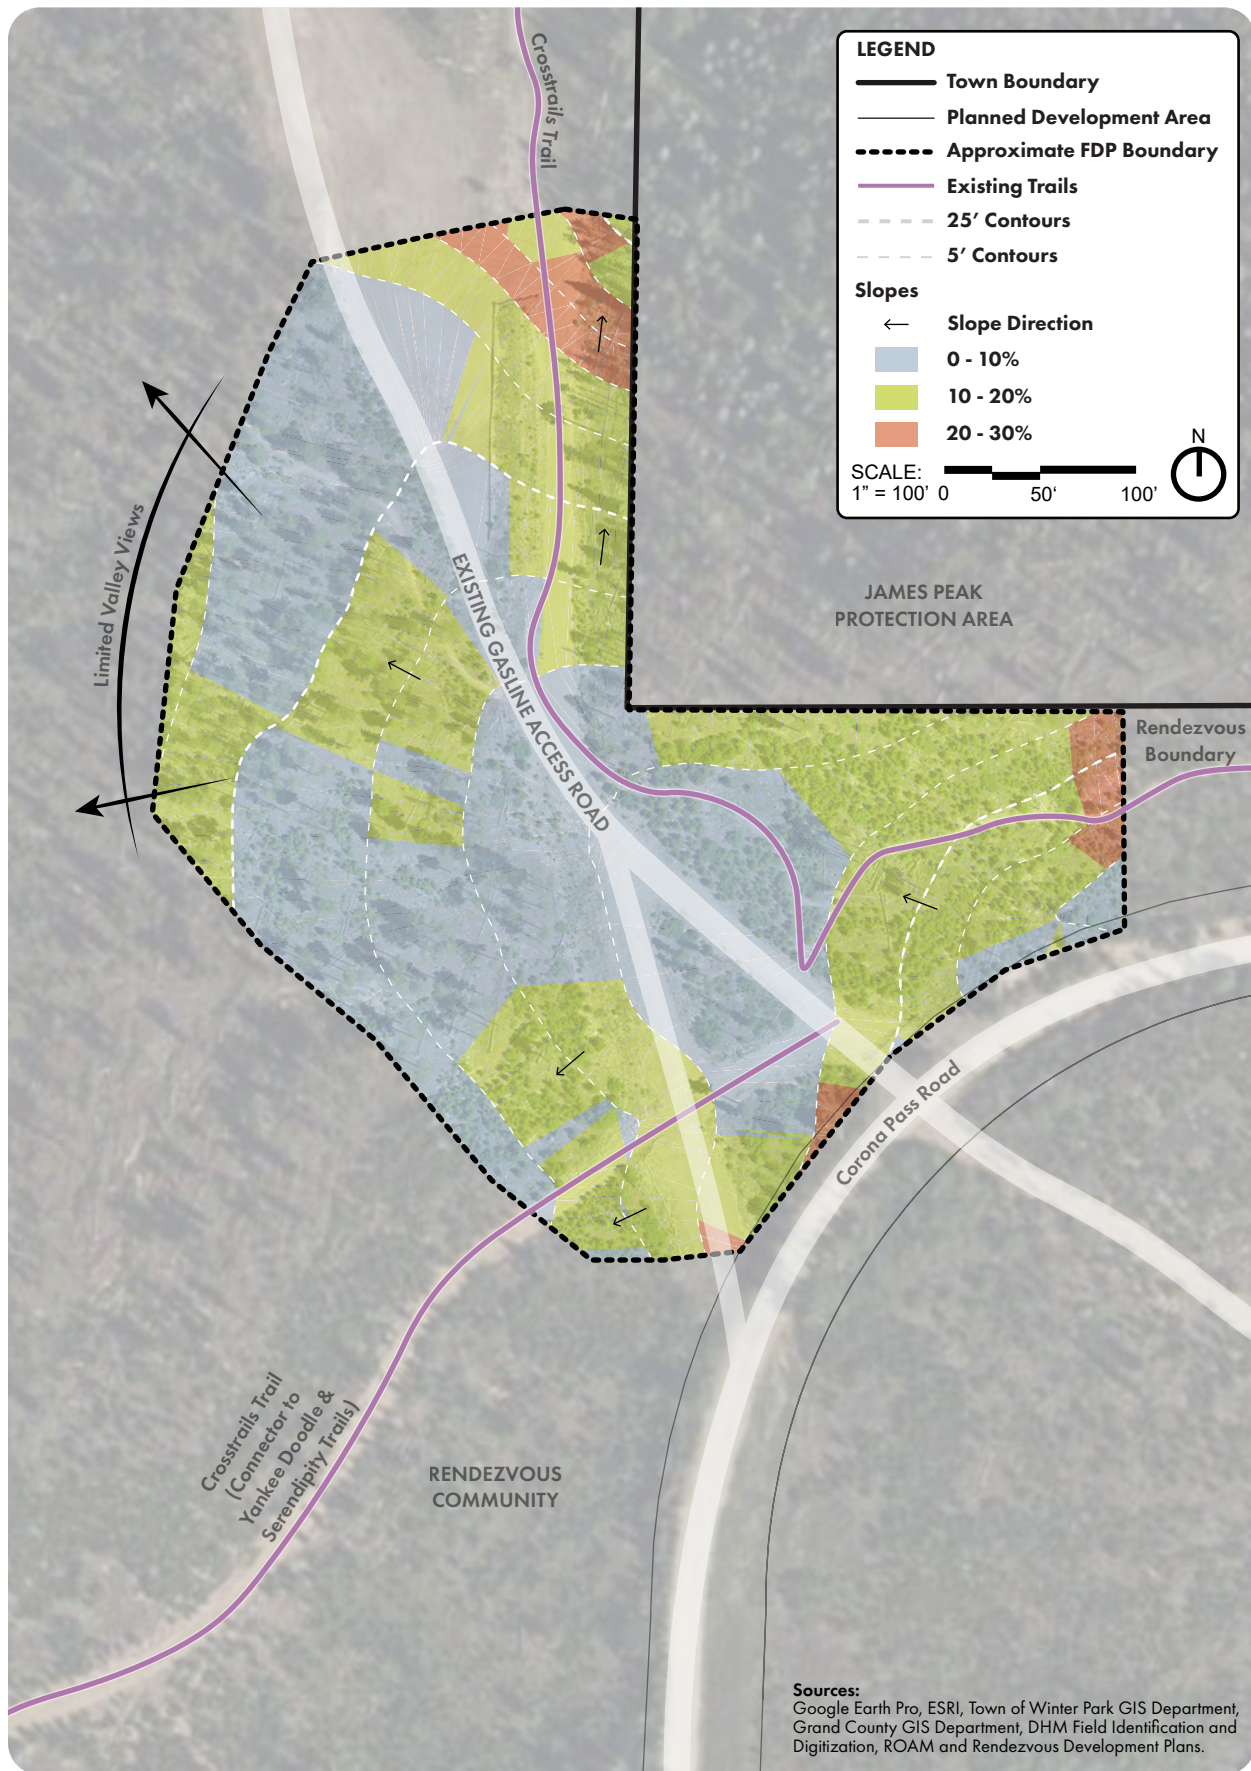 Crosstrails Trail
LEGEND
Town Boundary
Planned Development Area
Approximate FDP Boundary
Existing Trails
25’ Contours
5’ Contours
Slopes
Slope Direction
0 - 10%
10 - 20%
20 - 30%
SCALE:
1” = 100’ 0 50‘ 100’
N
Limited Valley Views
EXISTING GASLINE ACCESS ROAD
JAMES PEAK
PROTECTION AREA
Rendezvous
Boundary
Corona Pass Road
Crosstrails Trail
(Connector to
Yankee Doodle &
Serendipity Trails)
RENDEZVOUS
COMMUNITY
Sources:
Google Earth Pro, ESRI, Town of Winter Park GIS Department,
Grand County GIS Department, DHM Field Identification and
Digitization, ROAM and Rendezvous Development Plans.